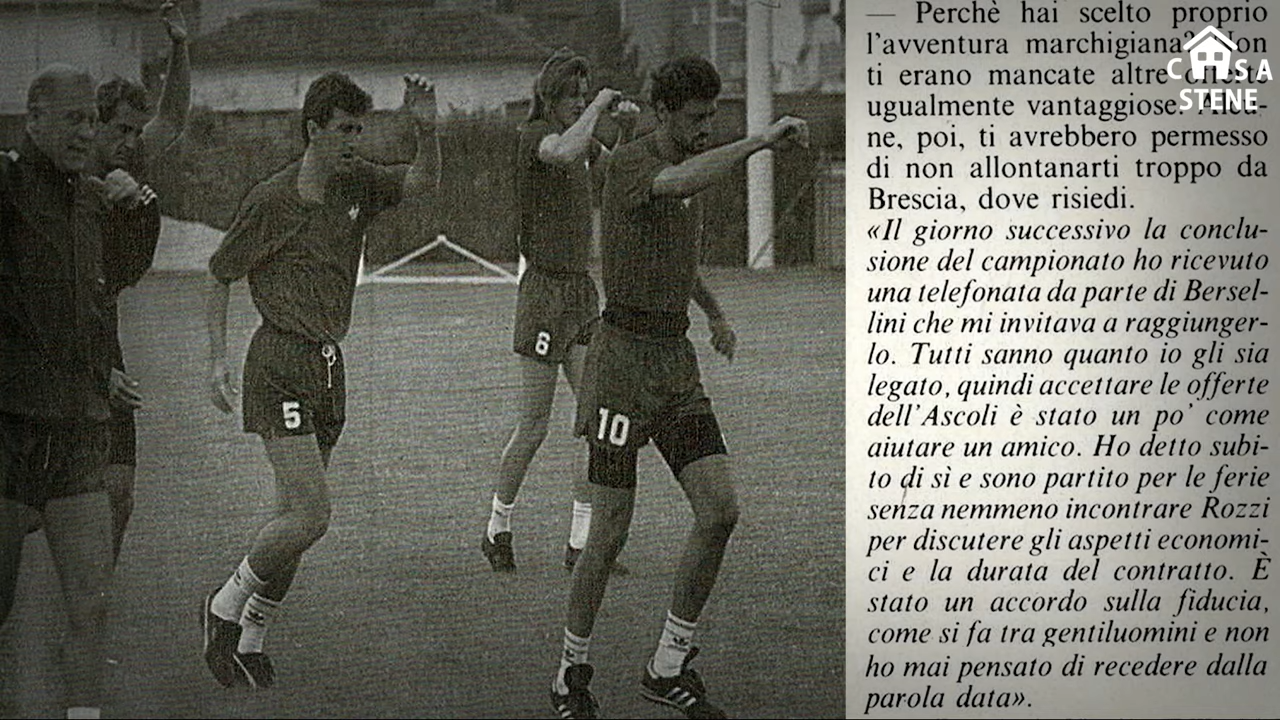 — Perchè hai scelto proprio
l'avventura marchigiana? Non
ti erano mancate altre offerte
ugualmente vantaggiose. Alcu-
ne, poi, ti avrebbero permesso
di non allontanarti troppo da
Brescia, dove risiedi.
«Il giorno successivo la conclu-
sione del campionato ho ricevuto
una telefonata da parte di Bersel-
lini che mi invitava a raggiunger-
lo. Tutti sanno quanto io gli sia
legato, quindi accettare le offerte
dell'Ascoli è stato un po' come
aiutare un amico. Ho detto subi-
to di sì e sono partito per le ferie
senza nemmeno incontrare Rozzi
per discutere gli aspetti economi-
ci e la durata del contratto. È
stato un accordo sulla fiducia,
come si fa tra gentiluomini e non
ho mai pensato di recedere dalla
parola data».
CASA
STENE
5
6
10